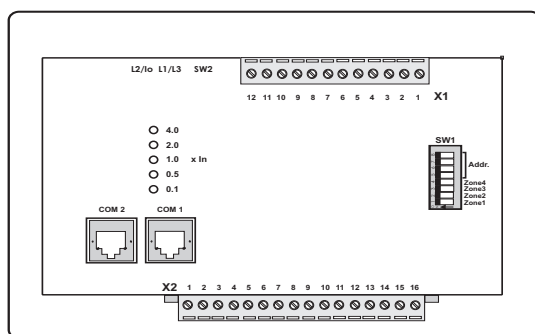 L2/Io L1/L3 SW2
12 11 10 9 8 7 6 5 4 3 2 1 X1
4.0
2.0
1.0 x In
0.5
0.1
SW1
Addr.
Zone4
Zone3
Zone2
Zone1
COM 2 COM 1
X2 1 2 3 4 5 6 7 8 9 10 11 12 13 14 15 16